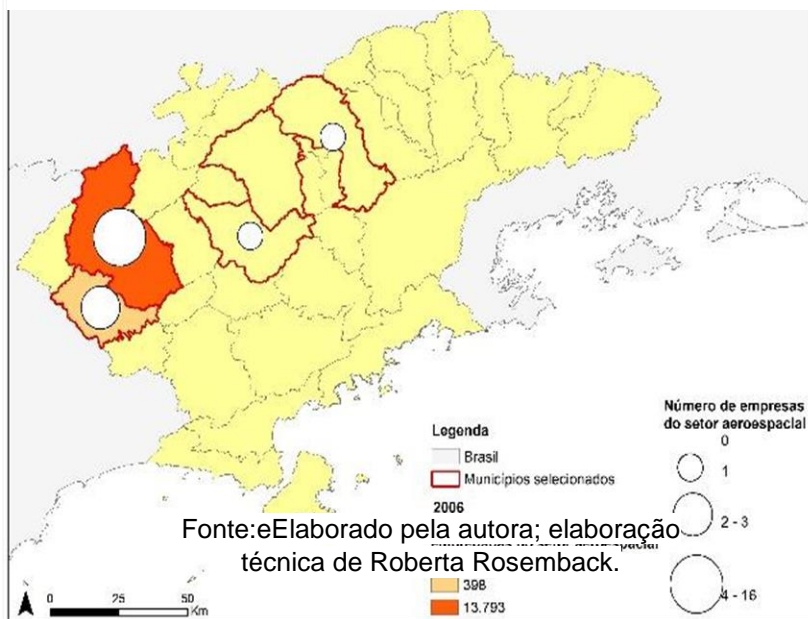 Legenda
Brasil
Municípios selecionados
2006
398
13.793
Número de empresas
do setor aeroespacial
0
1
2 - 3
4 - 16
Fonte:eElaborado pela autora; elaboração
técnica de Roberta Rosemback.
0 25 50
Km